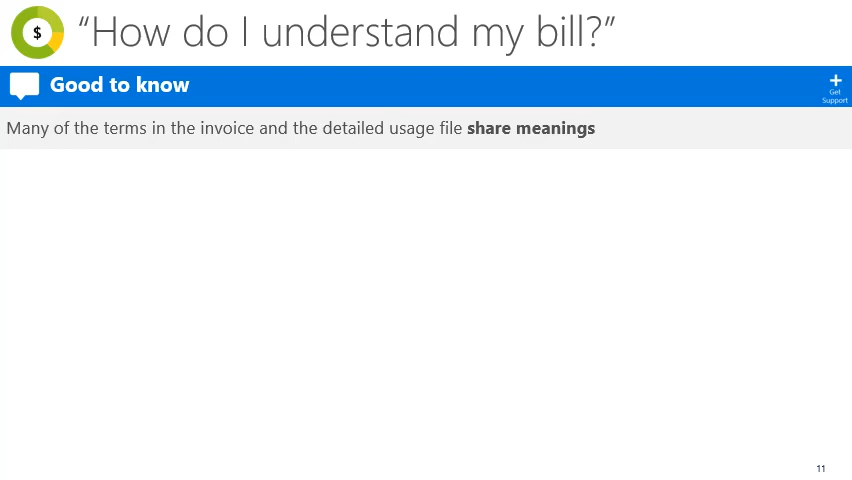 $
“How do I understand my bill?”
Good to know
+
Get
Support
Many of the terms in the invoice and the detailed usage file share meanings
11